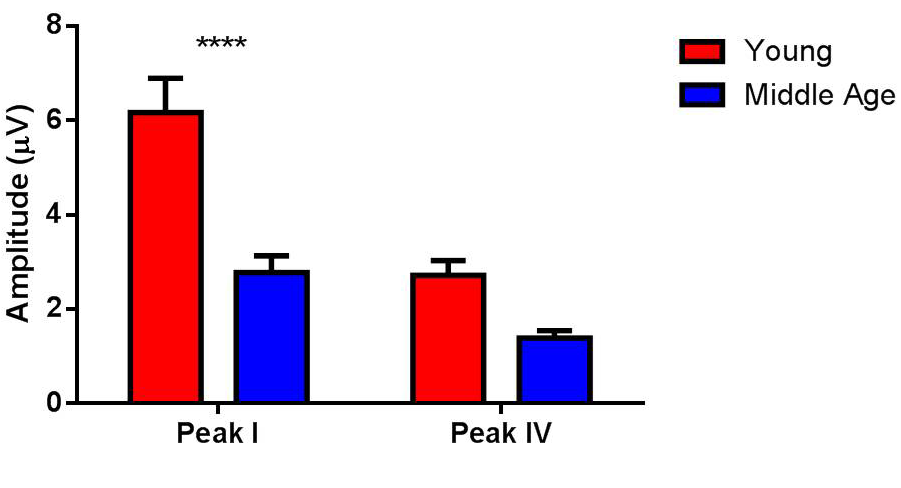 8
****
6
4
2
0
Amplitude (μV)
Peak I
Peak IV
Young
Middle Age